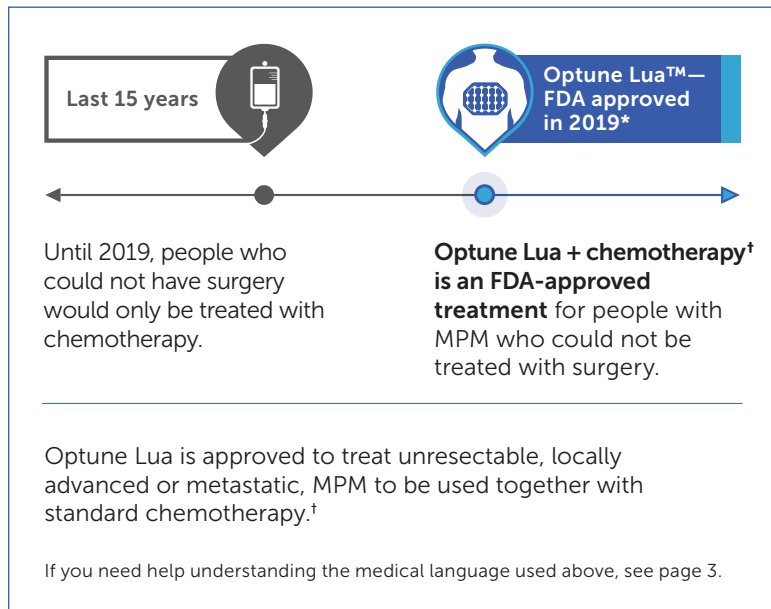 Last 15 years
Optune Lua™—
FDA approved
in 2019*
Until 2019, people who
could not have surgery
would only be treated with
chemotherapy.
Optune Lua + chemotherapy†
is an FDA-approved
treatment for people with
MPM who could not be
treated with surgery.
Optune Lua is approved to treat unresectable, locally
advanced or metastatic, MPM to be used together with
standard chemotherapy.†
If you need help understanding the medical language used above, see page 3.